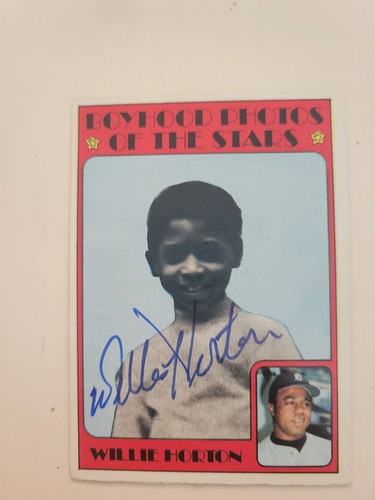 BOYHOOD PHOTOS
OF THE STARS
Willie Horton
WILLIE HORTON